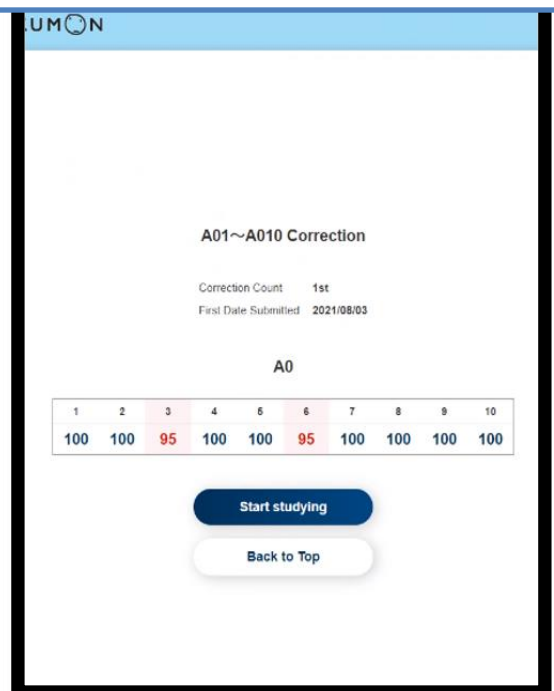 KUMON
A01～A010 Correction
Correction Count 1st
First Date Submitted 2021/08/03
A0
1 2 3 4 5 6 7 8 9 10
100 100 95 100 100 95 100 100 100 100
Start studying
Back to Top